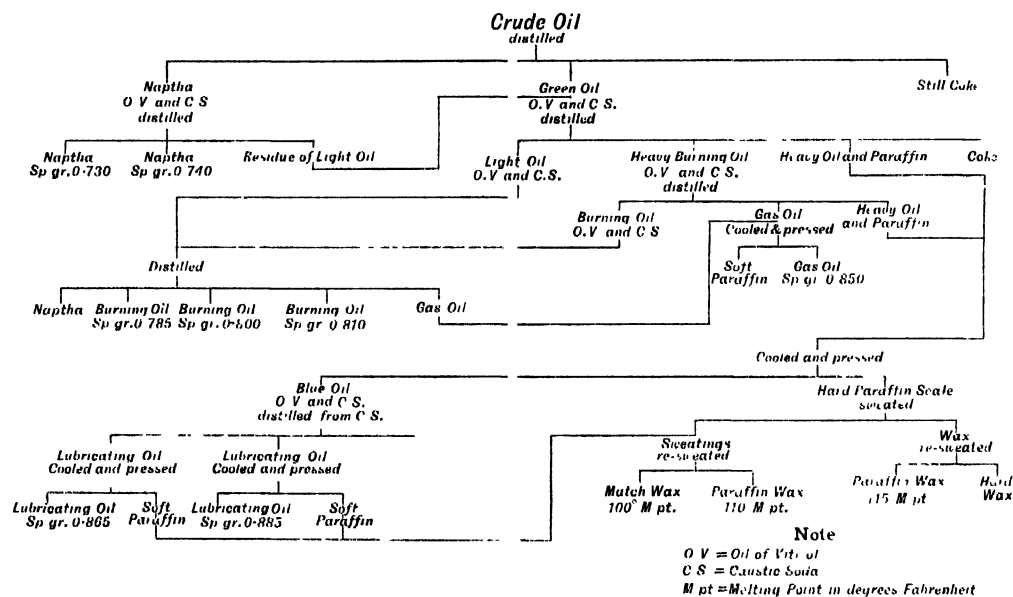 Crude Oil
distilled
Naptha
O.V and C S
distilled
Green Oil
O.V and C.S.
distilled
Still Coke
Naptha
Sp gr. 0·730
Naptha
Sp gr. 0 740
Residue of Light Oil
Light Oil
O.V and C.S.
Heavy Burning Oil
O.V and C.S.
distilled
Heavy Oil and Paraffin
Coke
Burning Oil
O.V and C S
Gas Oil
Cooled & pressed
Heavy Oil
and Paraffin
Soft
Paraffin
Gas Oil
Sp gr. 0 850
Distilled
Naptha
Burning Oil
Sp gr. 0 785
Burning Oil
Sp gr. 0·800
Burning Oil
Sp gr. 0 810
Gas Oil
Cooled and pressed
Blue Oil
O.V and C S.
distilled from C S.
Hard Paraffin Scale
sweated
Lubricating Oil
Cooled and pressed
Lubricating Oil
Cooled and pressed
Sweatings
re-sweated
Wax
re-sweated
Lubricating Oil
Sp gr. 0·865
Soft
Paraffin
Lubricating Oil
Sp gr. 0·885
Soft
Paraffin
Match Wax
100° M pt.
Paraffin Wax
110 M pt.
Paraffin Wax
115 M pt
Hard
Wax
Note
O.V = Oil of Vitriol
C S = Caustic Soda
M pt = Melting Point in degrees Fahrenheit